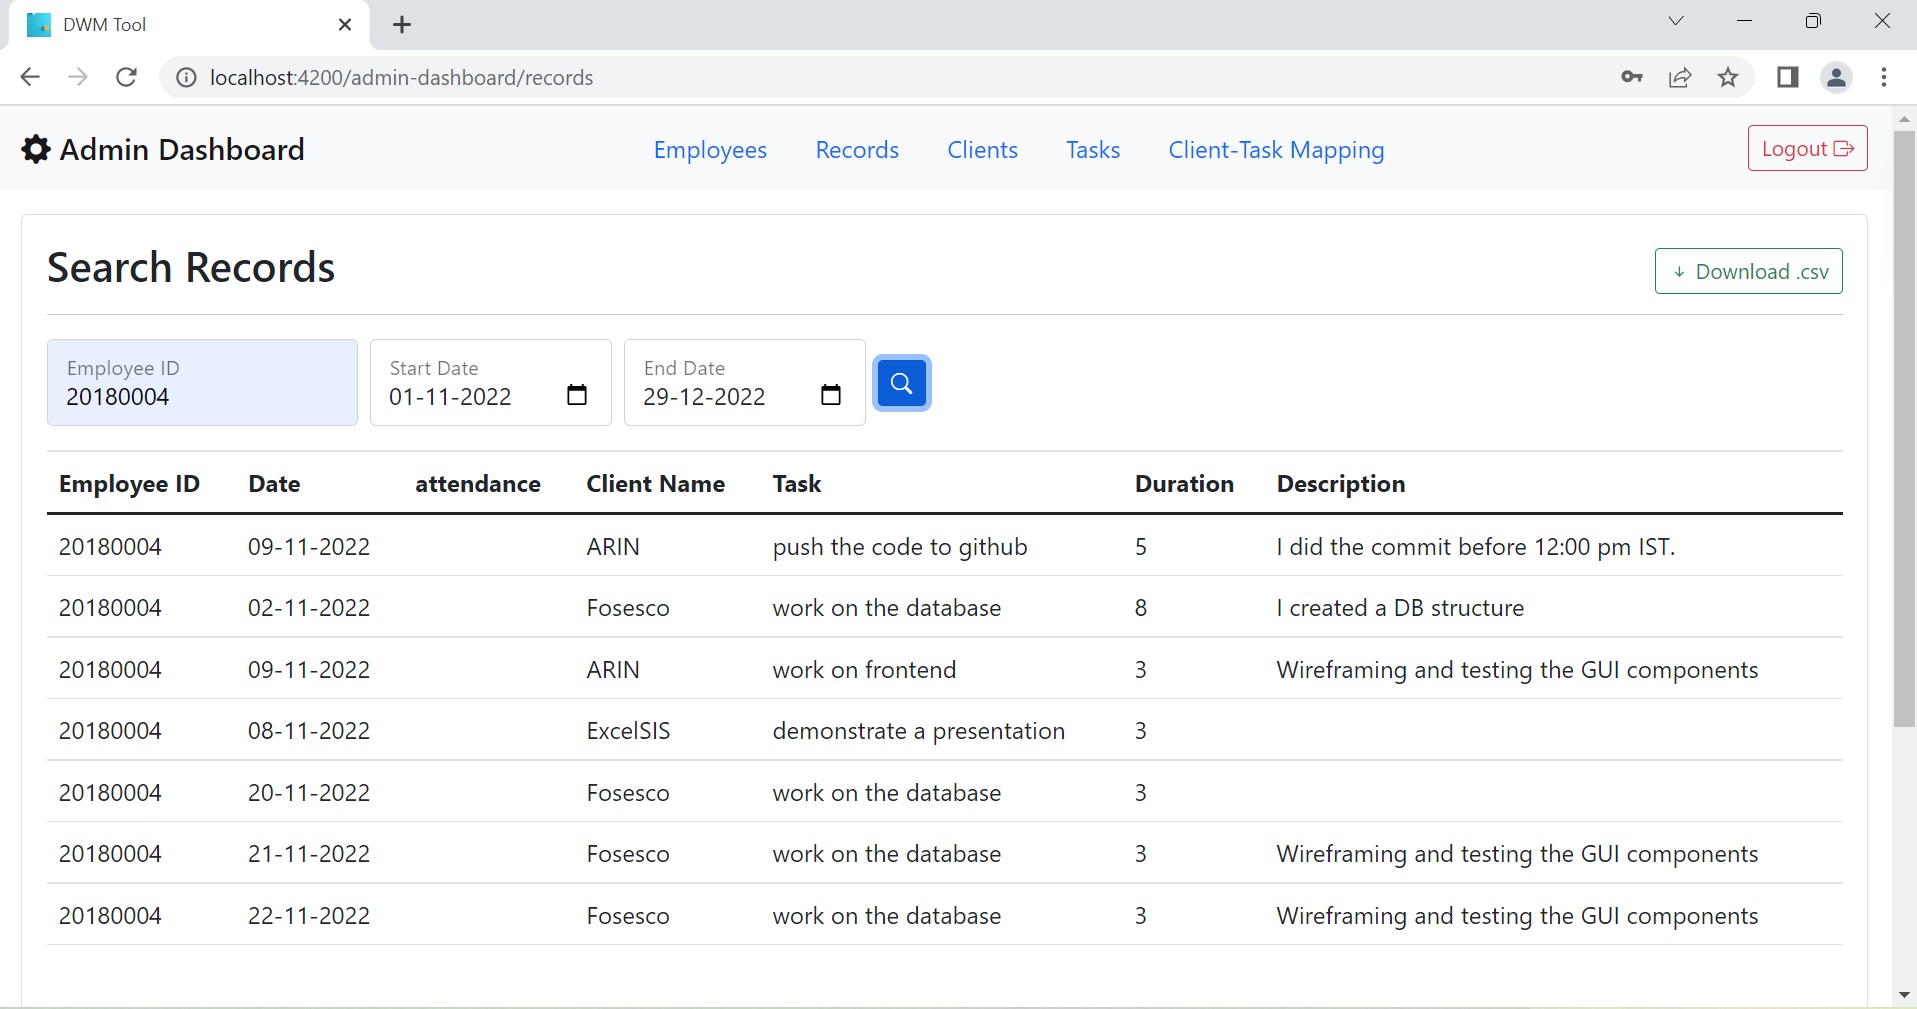 DWM Tool
localhost:4200/admin-dashboard/records
Admin Dashboard Employees Records Clients Tasks Client-Task Mapping Logout
Search Records
Download .csv
Employee ID Start Date End Date
20180004 01-11-2022 29-12-2022
Employee ID Date attendance Client Name Task Duration Description
20180004 09-11-2022 ARIN push the code to github 5 I did the commit before 12:00 pm IST.
20180004 02-11-2022 Fosesco work on the database 8 I created a DB structure
20180004 09-11-2022 ARIN work on frontend 3 Wireframing and testing the GUI components
20180004 08-11-2022 ExcelSIS demonstrate a presentation 3
20180004 20-11-2022 Fosesco work on the database 3
20180004 21-11-2022 Fosesco work on the database 3 Wireframing and testing the GUI components
20180004 22-11-2022 Fosesco work on the database 3 Wireframing and testing the GUI components